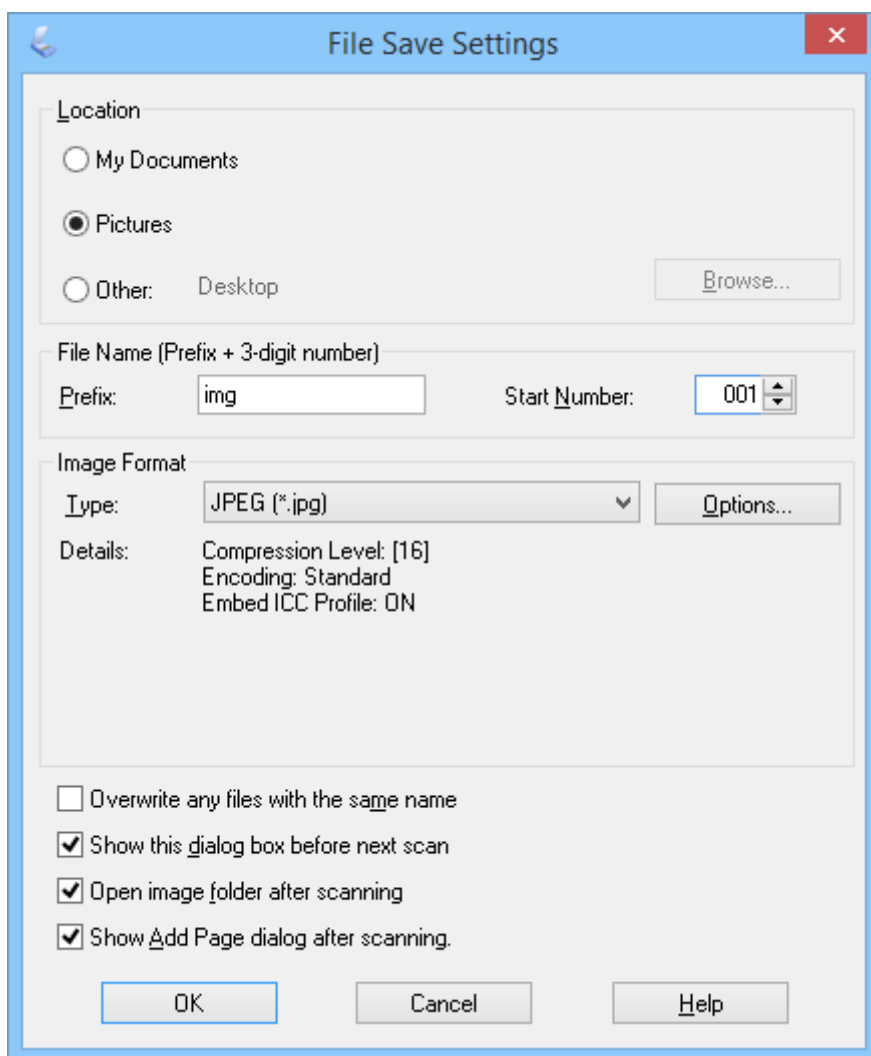 File Save Settings
Location
My Documents
Pictures
Other: Desktop Browse...
File Name (Prefix + 3-digit number)
Prefix: img Start Number: 001
Image Format
Type: JPEG (*.jpg) Options...
Details: Compression Level: [16]
Encoding: Standard
Embed ICC Profile: ON
Overwrite any files with the same name
Show this dialog box before next scan
Open image folder after scanning
Show Add Page dialog after scanning.
OK Cancel Help